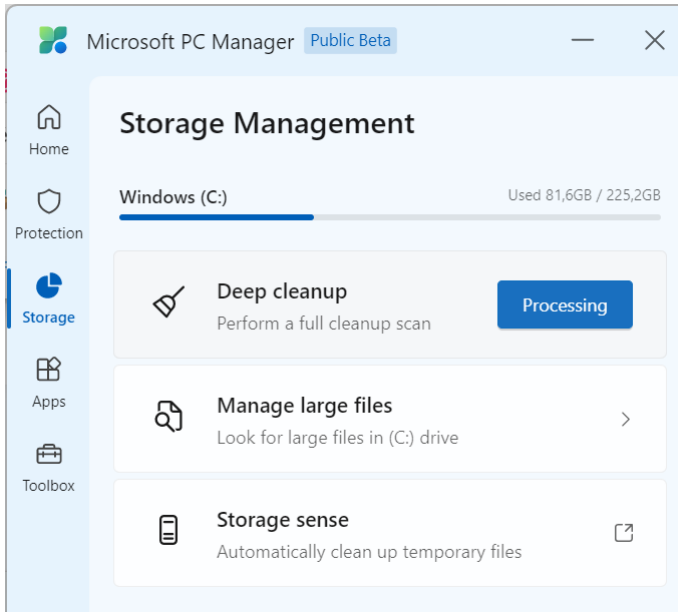 Microsoft PC Manager Public Beta
Home
Protection
Storage
Apps
Toolbox
Storage Management
Windows (C:) Used 81,6GB / 225,2GB
Deep cleanup
Perform a full cleanup scan
Processing
Manage large files
Look for large files in (C:) drive
Storage sense
Automatically clean up temporary files